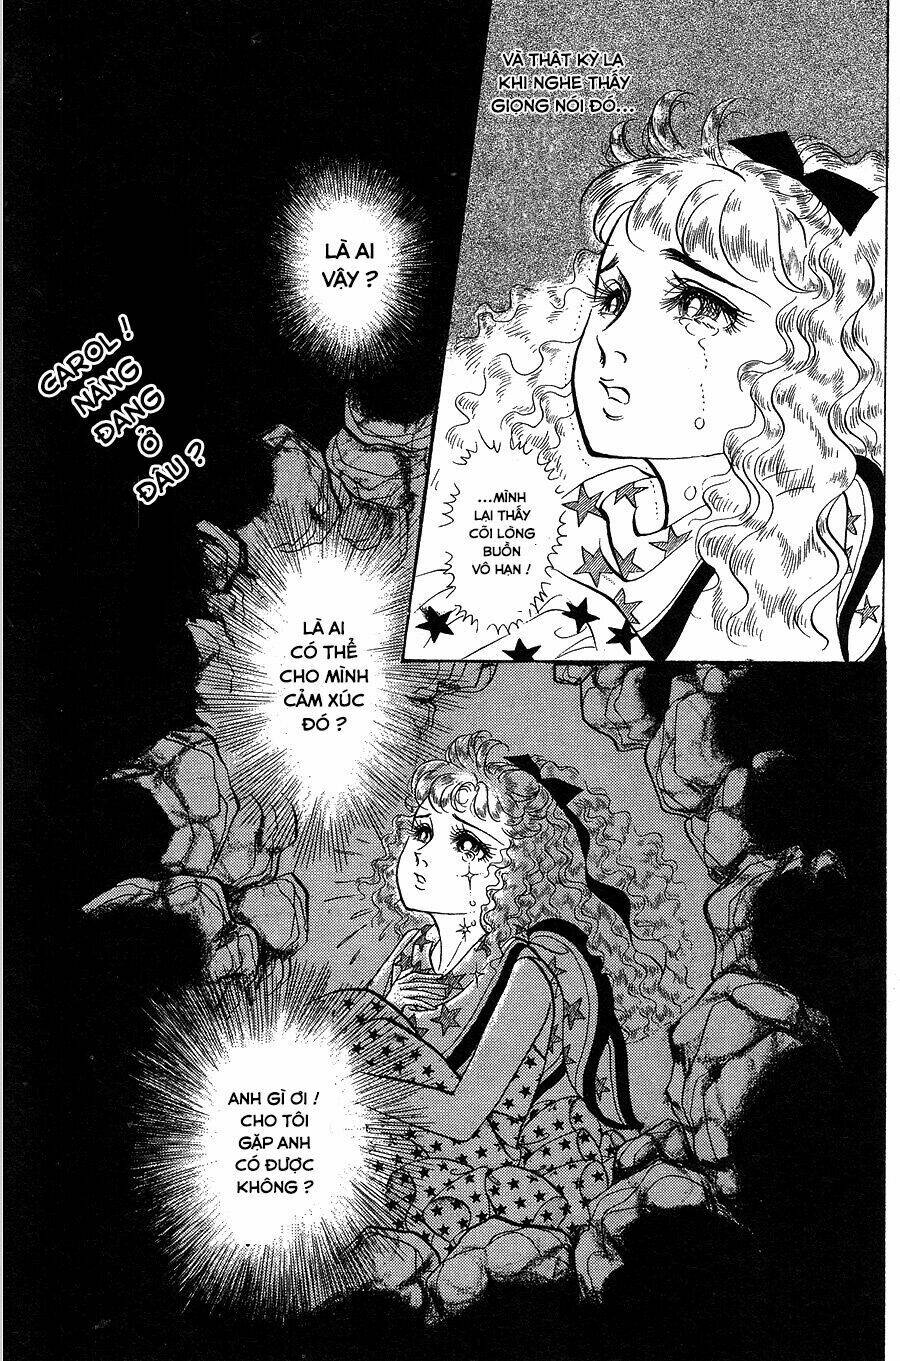 VÀ THẬT KỲ LẠ
KHI NGHE THẤY
GIỌNG NÓI ĐÓ...
...MÌNH
LẠI THẤY
CÕI LÒNG
BUỒN
VÔ HẠN !
LÀ AI
VẬY ?
CAROL !
NÀNG
ĐANG
Ở
ĐÂU ?
LÀ AI
CÓ THỂ
CHO MÌNH
CẢM XÚC
ĐÓ ?
ANH GÌ ƠI !
CHO TÔI
GẶP ANH
CÓ ĐƯỢC
KHÔNG ?